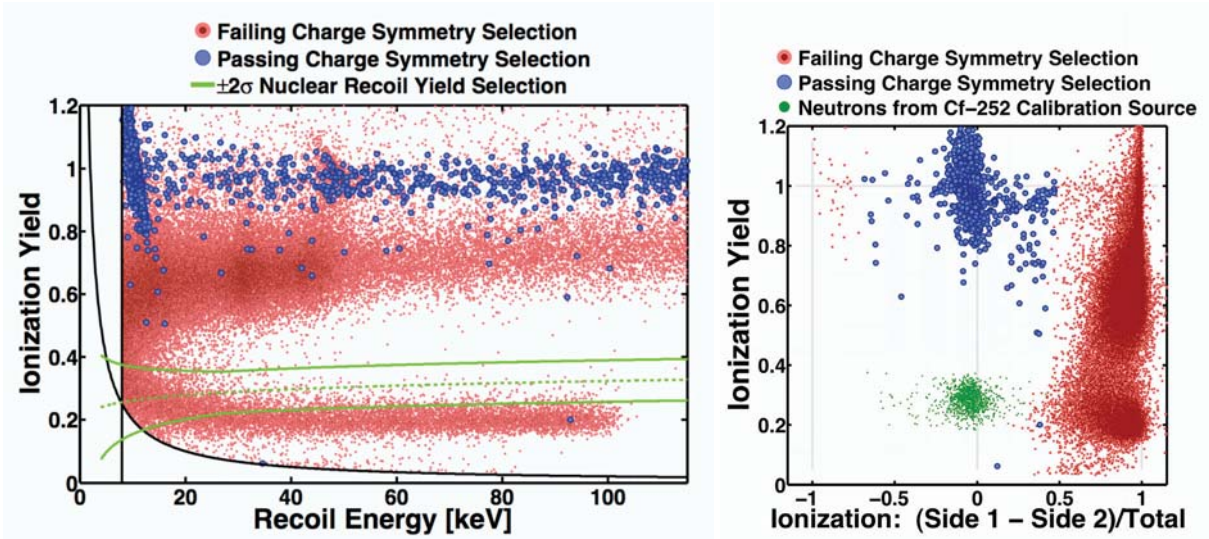 Failing Charge Symmetry Selection
Passing Charge Symmetry Selection
±2σ Nuclear Recoil Yield Selection
1.2
1
0.8
0.6
0.4
0.2
0
Ionization Yield
0 20 40 60 80 100
Recoil Energy [keV]
Failing Charge Symmetry Selection
Passing Charge Symmetry Selection
Neutrons from Cf-252 Calibration Source
1.2
1
0.8
0.6
0.4
0.2
0
Ionization Yield
-1 -0.5 0 0.5 1
Ionization: (Side 1 - Side 2)/Total